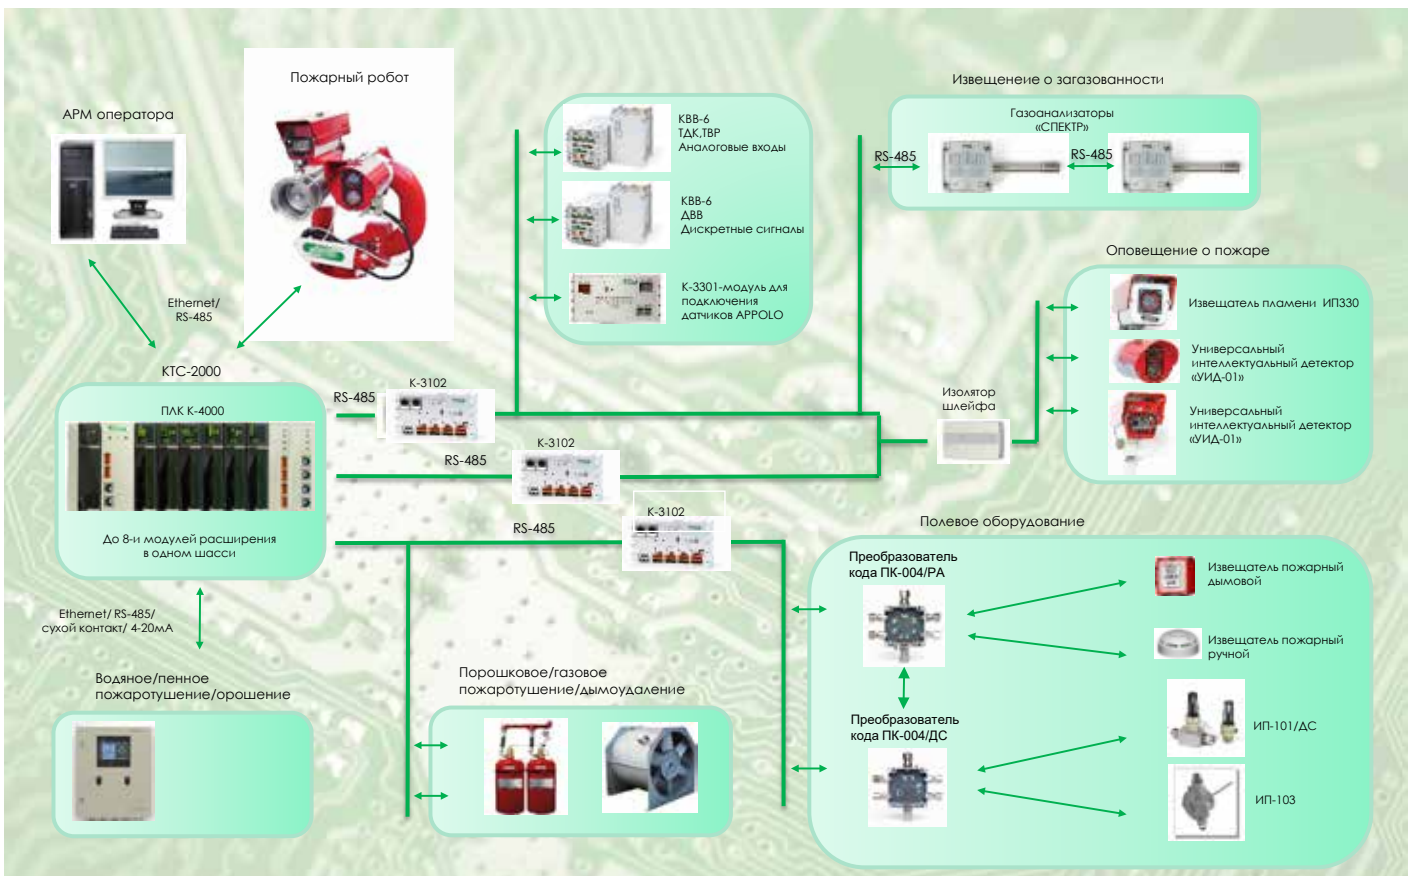 Пожарный робот
АРМ оператора
Ethernet/
RS-485
КТС-2000
ПЛК К-4000
До 8-и модулей расширения
в одном шасси
Ethernet/ RS-485/
сухой контакт/ 4-20мА
Водяное/пенное
пожаротушение/орошение
КВВ-6
ТДК,ТВР
Аналоговые входы
КВВ-6
ДВВ
Дискретные сигналы
К-3301-модуль для
подключения
датчиков APPOLO
RS-485
К-3102
RS-485
К-3102
RS-485
К-3102
Порошковое/газовое
пожаротушение/дымоудаление
Извещенеие о загазованности
Газоанализаторы
«СПЕКТР»
RS-485
RS-485
Оповещение о пожаре
Извещатель пламени ИП330
Универсальный
интеллектуальный детектор
«УИД-01»
Универсальный
интеллектуальный детектор
«УИД-01»
Изолятор
шлейфа
Полевое оборудование
Преобразователь
кода ПК-004/РА
Извещатель пожарный
дымовой
Извещатель пожарный
ручной
Преобразователь
кода ПК-004/ДС
ИП-101/ДС
ИП-103